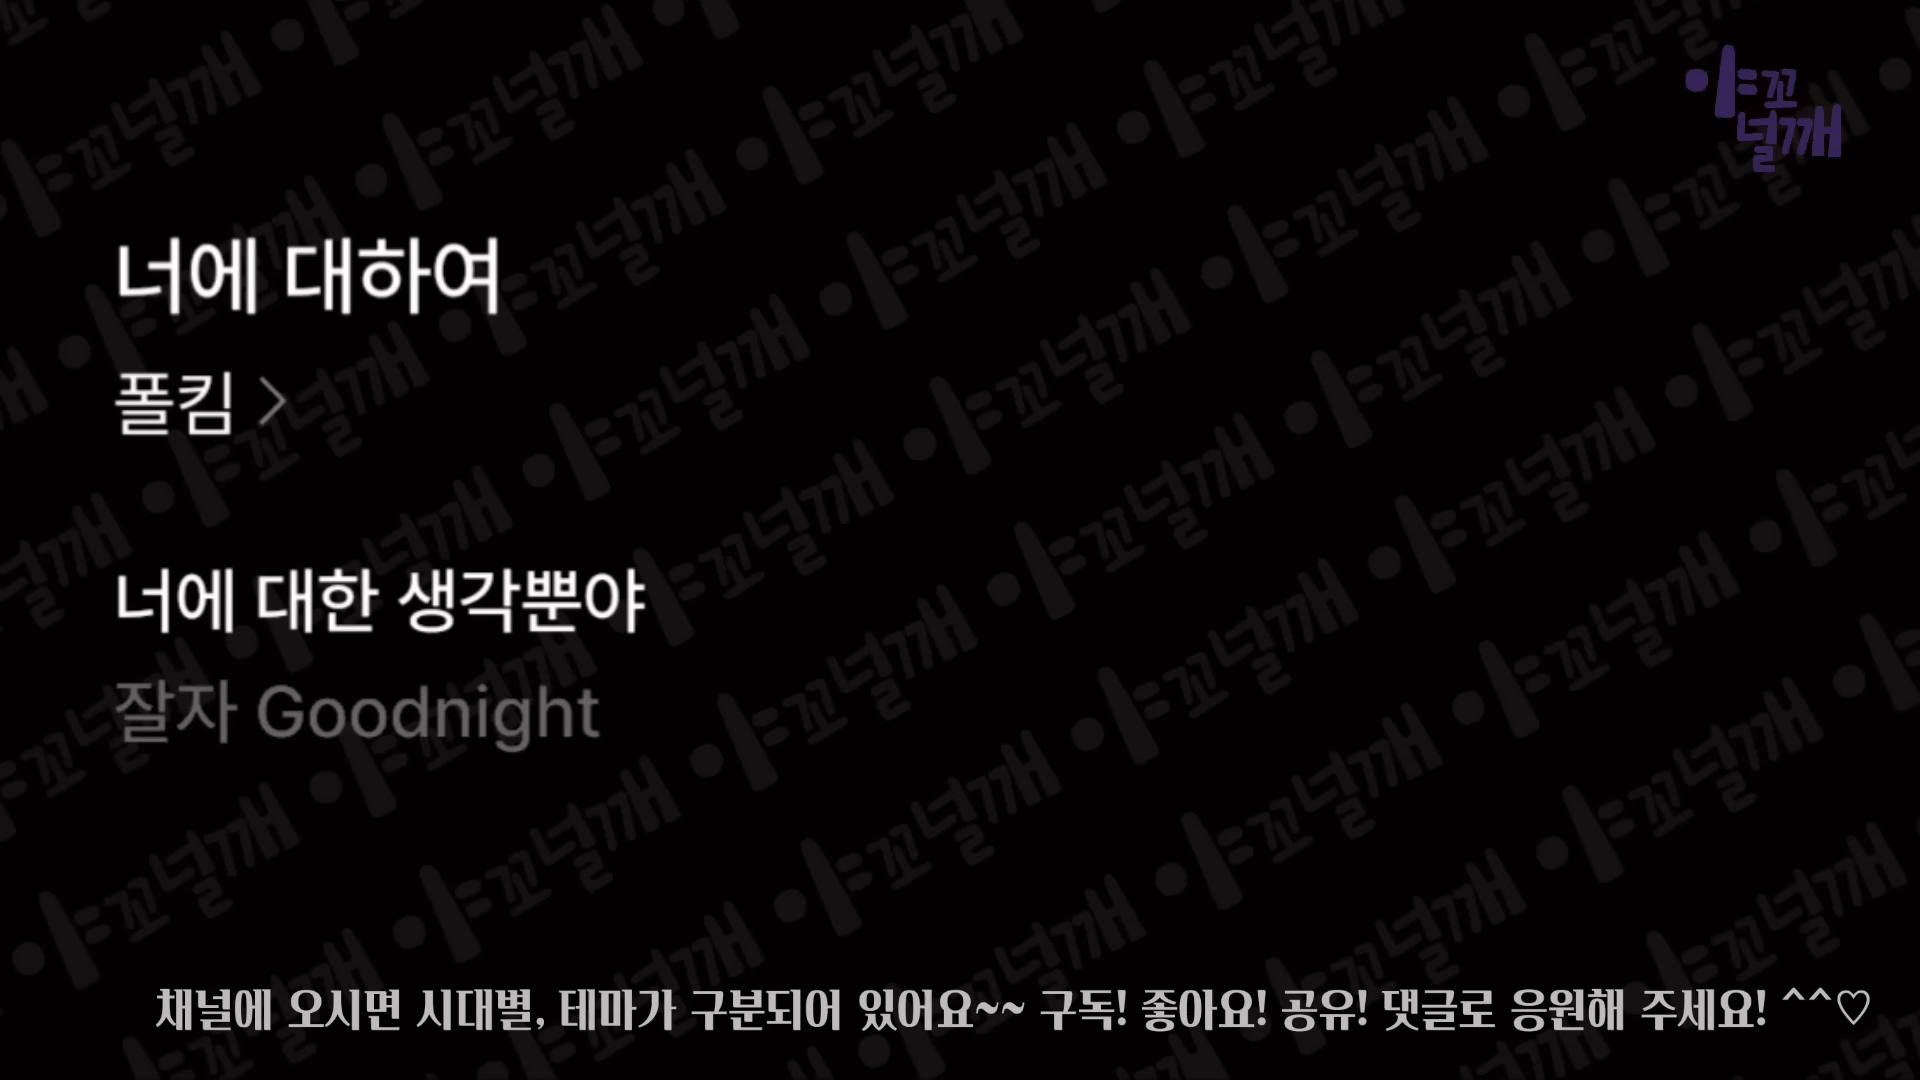 야꼬
널깨
너에 대하여
폴킴 >
너에 대한 생각뿐야
잘자 Goodnight
채널에 오시면 시대별, 테마가 구분되어 있어요~~ 구독! 좋아요! 공유! 댓글로 응원해 주세요! ^^♡